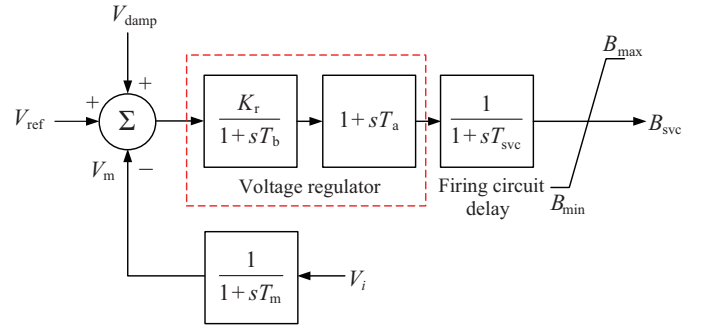 V_damp
B_max
+
+
V_ref
Σ
K_r
1+sT_b
1+sT_a
1
1+sT_svc
B_svc
V_m
−
Voltage regulator
Firing circuit
delay
B_min
1
1+sT_m
V_i